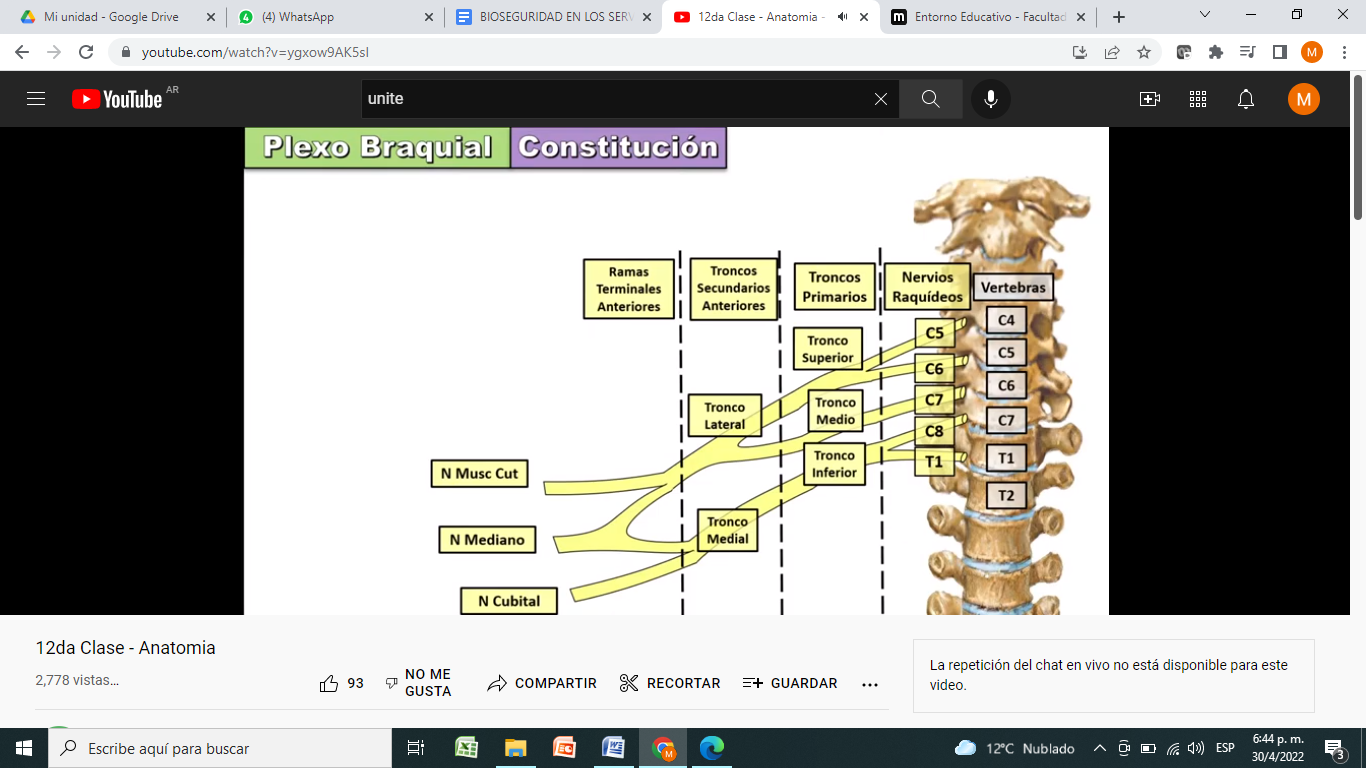 Mi unidad - Google Drive
(4) WhatsApp
BIOSEGURIDAD EN LOS SERV
12da Clase - Anatomia -
Entorno Educativo - Facultad
youtube.com/watch?v=ygxow9AK5sI
M
YouTube AR
unite
M
Plexo Braquial Constitución
Ramas
Terminales
Anteriores
Troncos
Secundarios
Anteriores
Troncos
Primarios
Nervios
Raquídeos
Vertebras
C4
C5
Tronco
Superior
C5
C6
C6
C7
Tronco
Medio
Tronco
Lateral
C7
C8
Tronco
Inferior
T1
T1
N Musc Cut
T2
Tronco
Medial
N Mediano
N Cubital
12da Clase - Anatomia
2,778 vistas...
93
NO ME
GUSTA
COMPARTIR
RECORTAR
GUARDAR
La repetición del chat en vivo no está disponible para este
video.
Escribe aquí para buscar
12°C Nublado
ESP
6:44 p. m.
30/4/2022
3